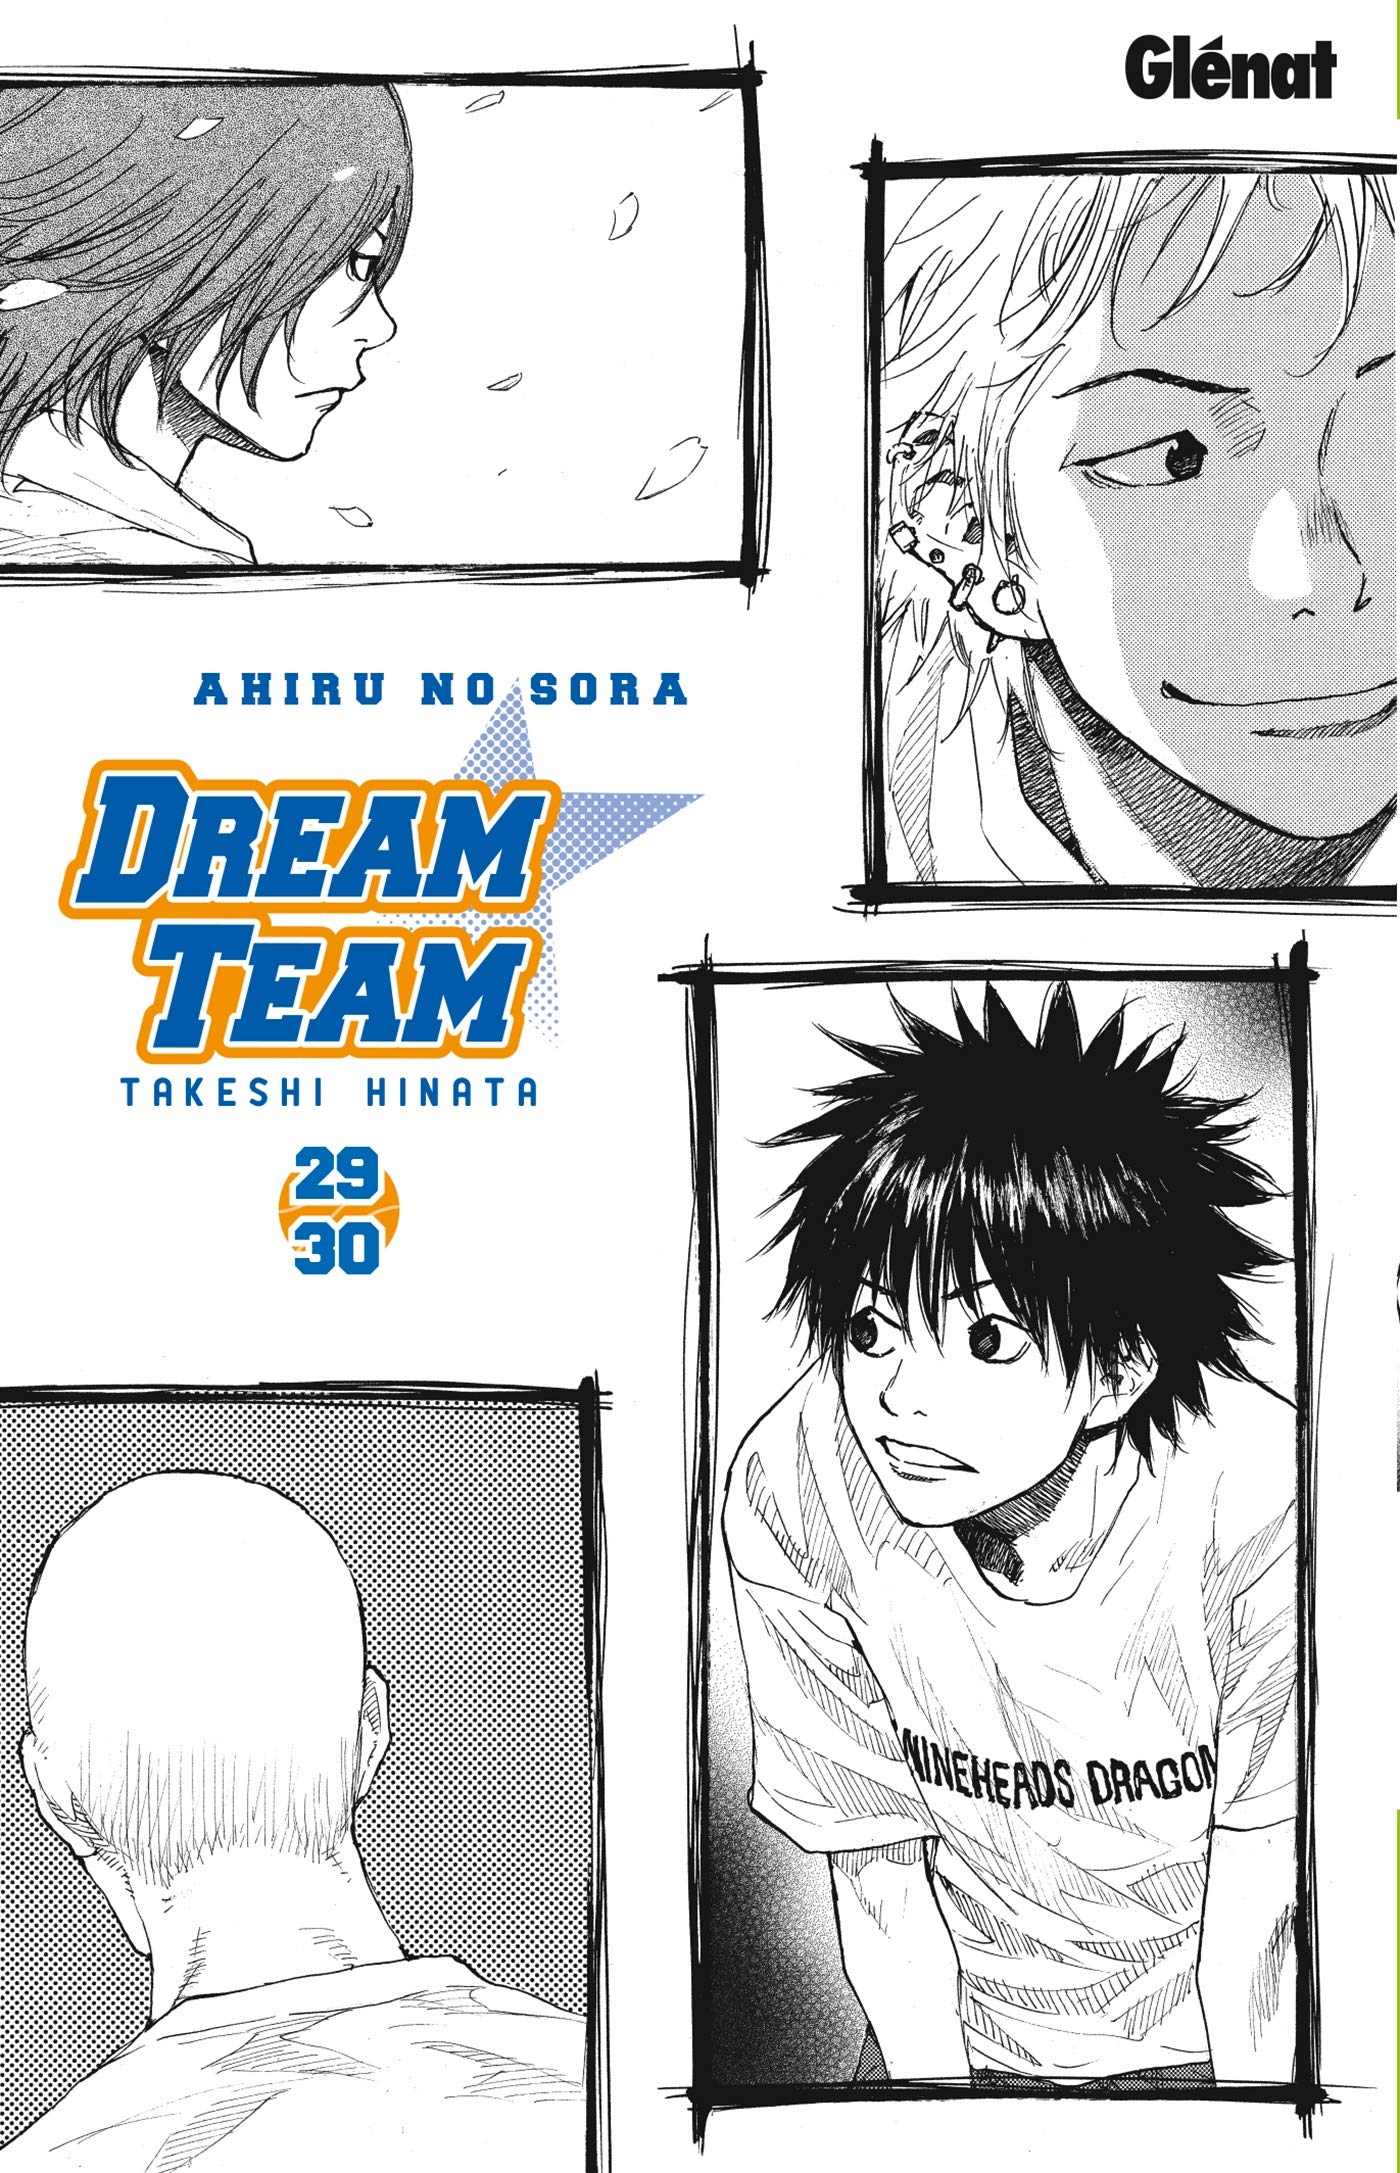 Glénat
AHIRU NO SORA
DREAM
TEAM
TAKESHI HINATA
29
30
NINEHEADS DRAGON